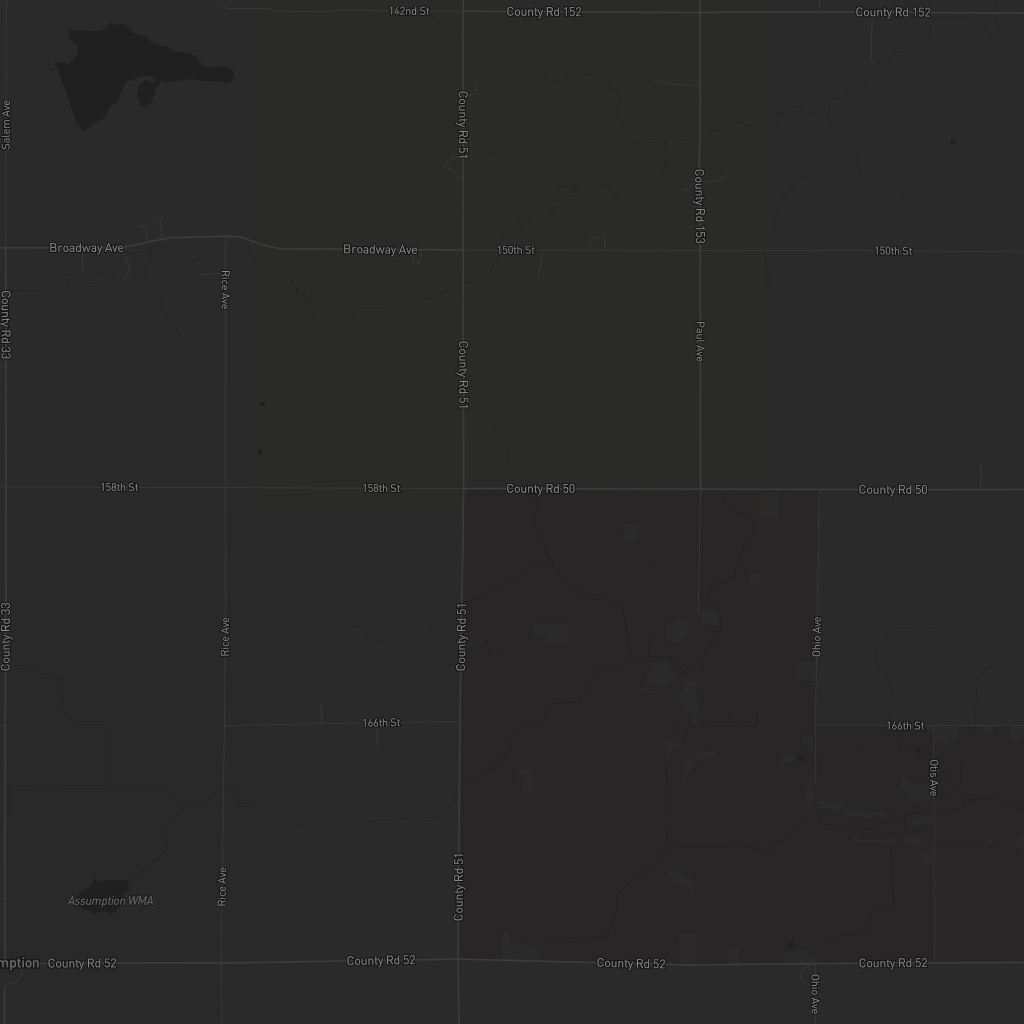 142nd St
County Rd 152
County Rd 152
Salem Ave
County Rd 51
County Rd 153
Broadway Ave
Broadway Ave
150th St
150th St
Rice Ave
County Rd 33
Paul Ave
County Rd 51
158th St
158th St
County Rd 50
County Rd 50
County Rd 33
Rice Ave
County Rd 51
Ohio Ave
166th St
166th St
Otis Ave
Rice Ave
County Rd 51
Assumption WMA
mption
County Rd 52
County Rd 52
County Rd 52
County Rd 52
Ohio Ave